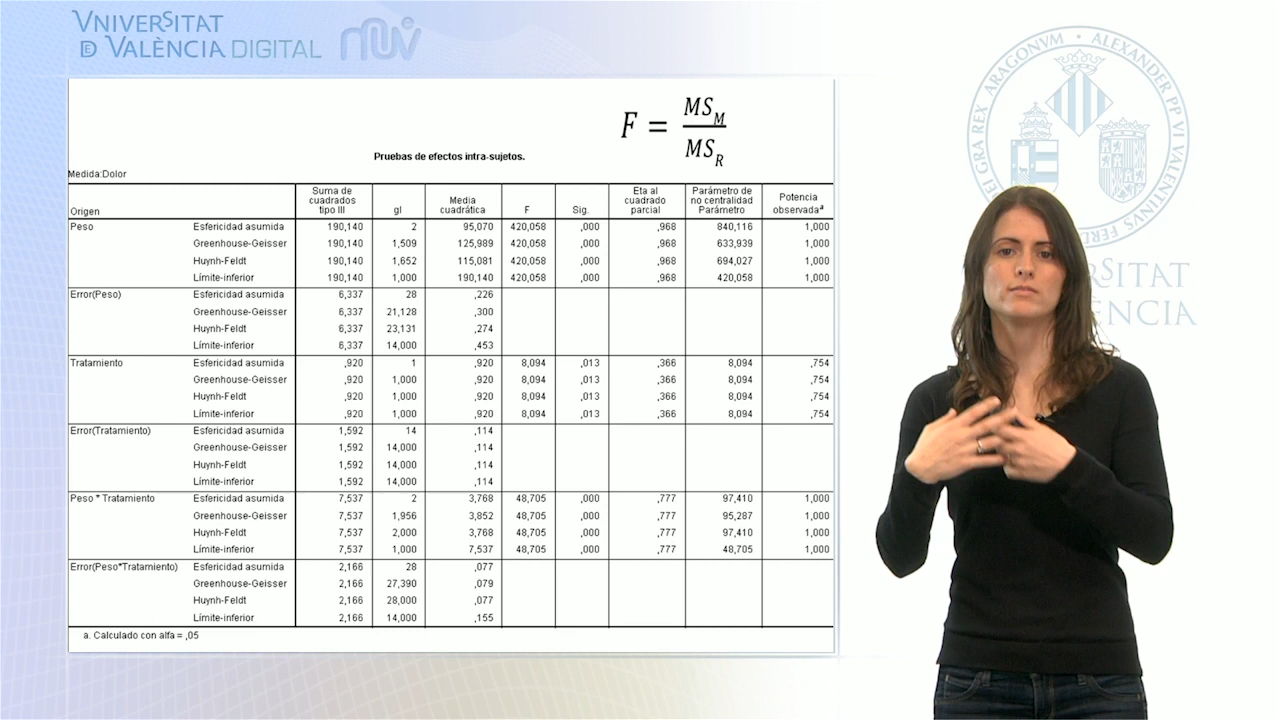 VNIVERSITAT
DE VALÈNCIA DIGITAL
F = MS_M / MS_R
Pruebas de efectos intra-sujetos.
Medida:Dolor
Origen Suma de cuadrados tipo III gl Media cuadrática F Sig. Eta al cuadrado parcial Parámetro de no centralidad Parámetro Potencia observadaª
Peso Esfericidad asumida 190,140 2 95,070 420,058 ,000 ,968 840,116 1,000
Greenhouse-Geisser 190,140 1,509 125,989 420,058 ,000 ,968 633,939 1,000
Huynh-Feldt 190,140 1,652 115,081 420,058 ,000 ,968 694,027 1,000
Límite-inferior 190,140 1,000 190,140 420,058 ,000 ,968 420,058 1,000
Error(Peso) Esfericidad asumida 6,337 28 ,226
Greenhouse-Geisser 6,337 21,128 ,300
Huynh-Feldt 6,337 23,131 ,274
Límite-inferior 6,337 14,000 ,453
Tratamiento Esfericidad asumida ,920 1 ,920 8,094 ,013 ,366 8,094 ,754
Greenhouse-Geisser ,920 1,000 ,920 8,094 ,013 ,366 8,094 ,754
Huynh-Feldt ,920 1,000 ,920 8,094 ,013 ,366 8,094 ,754
Límite-inferior ,920 1,000 ,920 8,094 ,013 ,366 8,094 ,754
Error(Tratamiento) Esfericidad asumida 1,592 14 ,114
Greenhouse-Geisser 1,592 14,000 ,114
Huynh-Feldt 1,592 14,000 ,114
Límite-inferior 1,592 14,000 ,114
Peso * Tratamiento Esfericidad asumida 7,537 2 3,768 48,705 ,000 ,777 97,410 1,000
Greenhouse-Geisser 7,537 1,956 3,852 48,705 ,000 ,777 95,287 1,000
Huynh-Feldt 7,537 2,000 3,768 48,705 ,000 ,777 97,410 1,000
Límite-inferior 7,537 1,000 7,537 48,705 ,000 ,777 48,705 1,000
Error(Peso*Tratamiento) Esfericidad asumida 2,166 28 ,077
Greenhouse-Geisser 2,166 27,390 ,079
Huynh-Feldt 2,166 28,000 ,077
Límite-inferior 2,166 14,000 ,155
a. Calculado con alfa = ,05